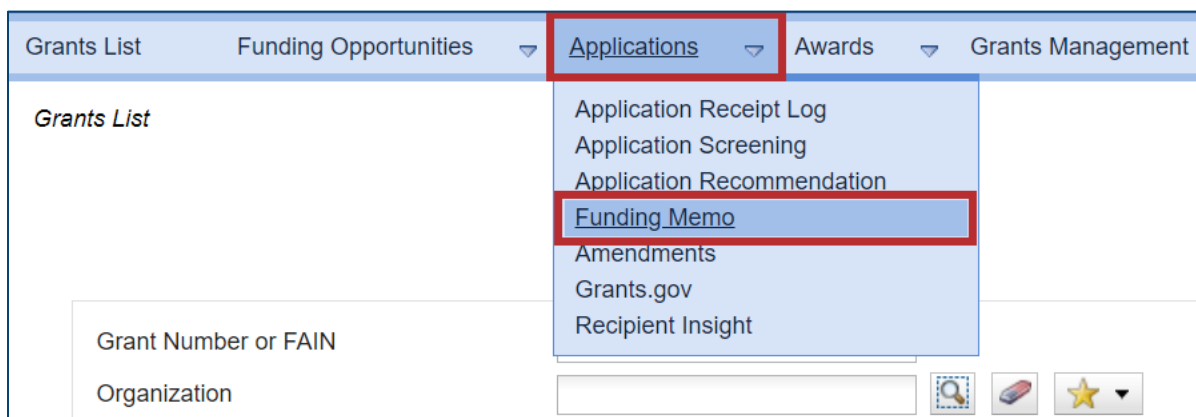 Grants List Funding Opportunities Applications Awards Grants Management
Grants List
Application Receipt Log
Application Screening
Application Recommendation
Funding Memo
Amendments
Grants.gov
Recipient Insight
Grant Number or FAIN
Organization